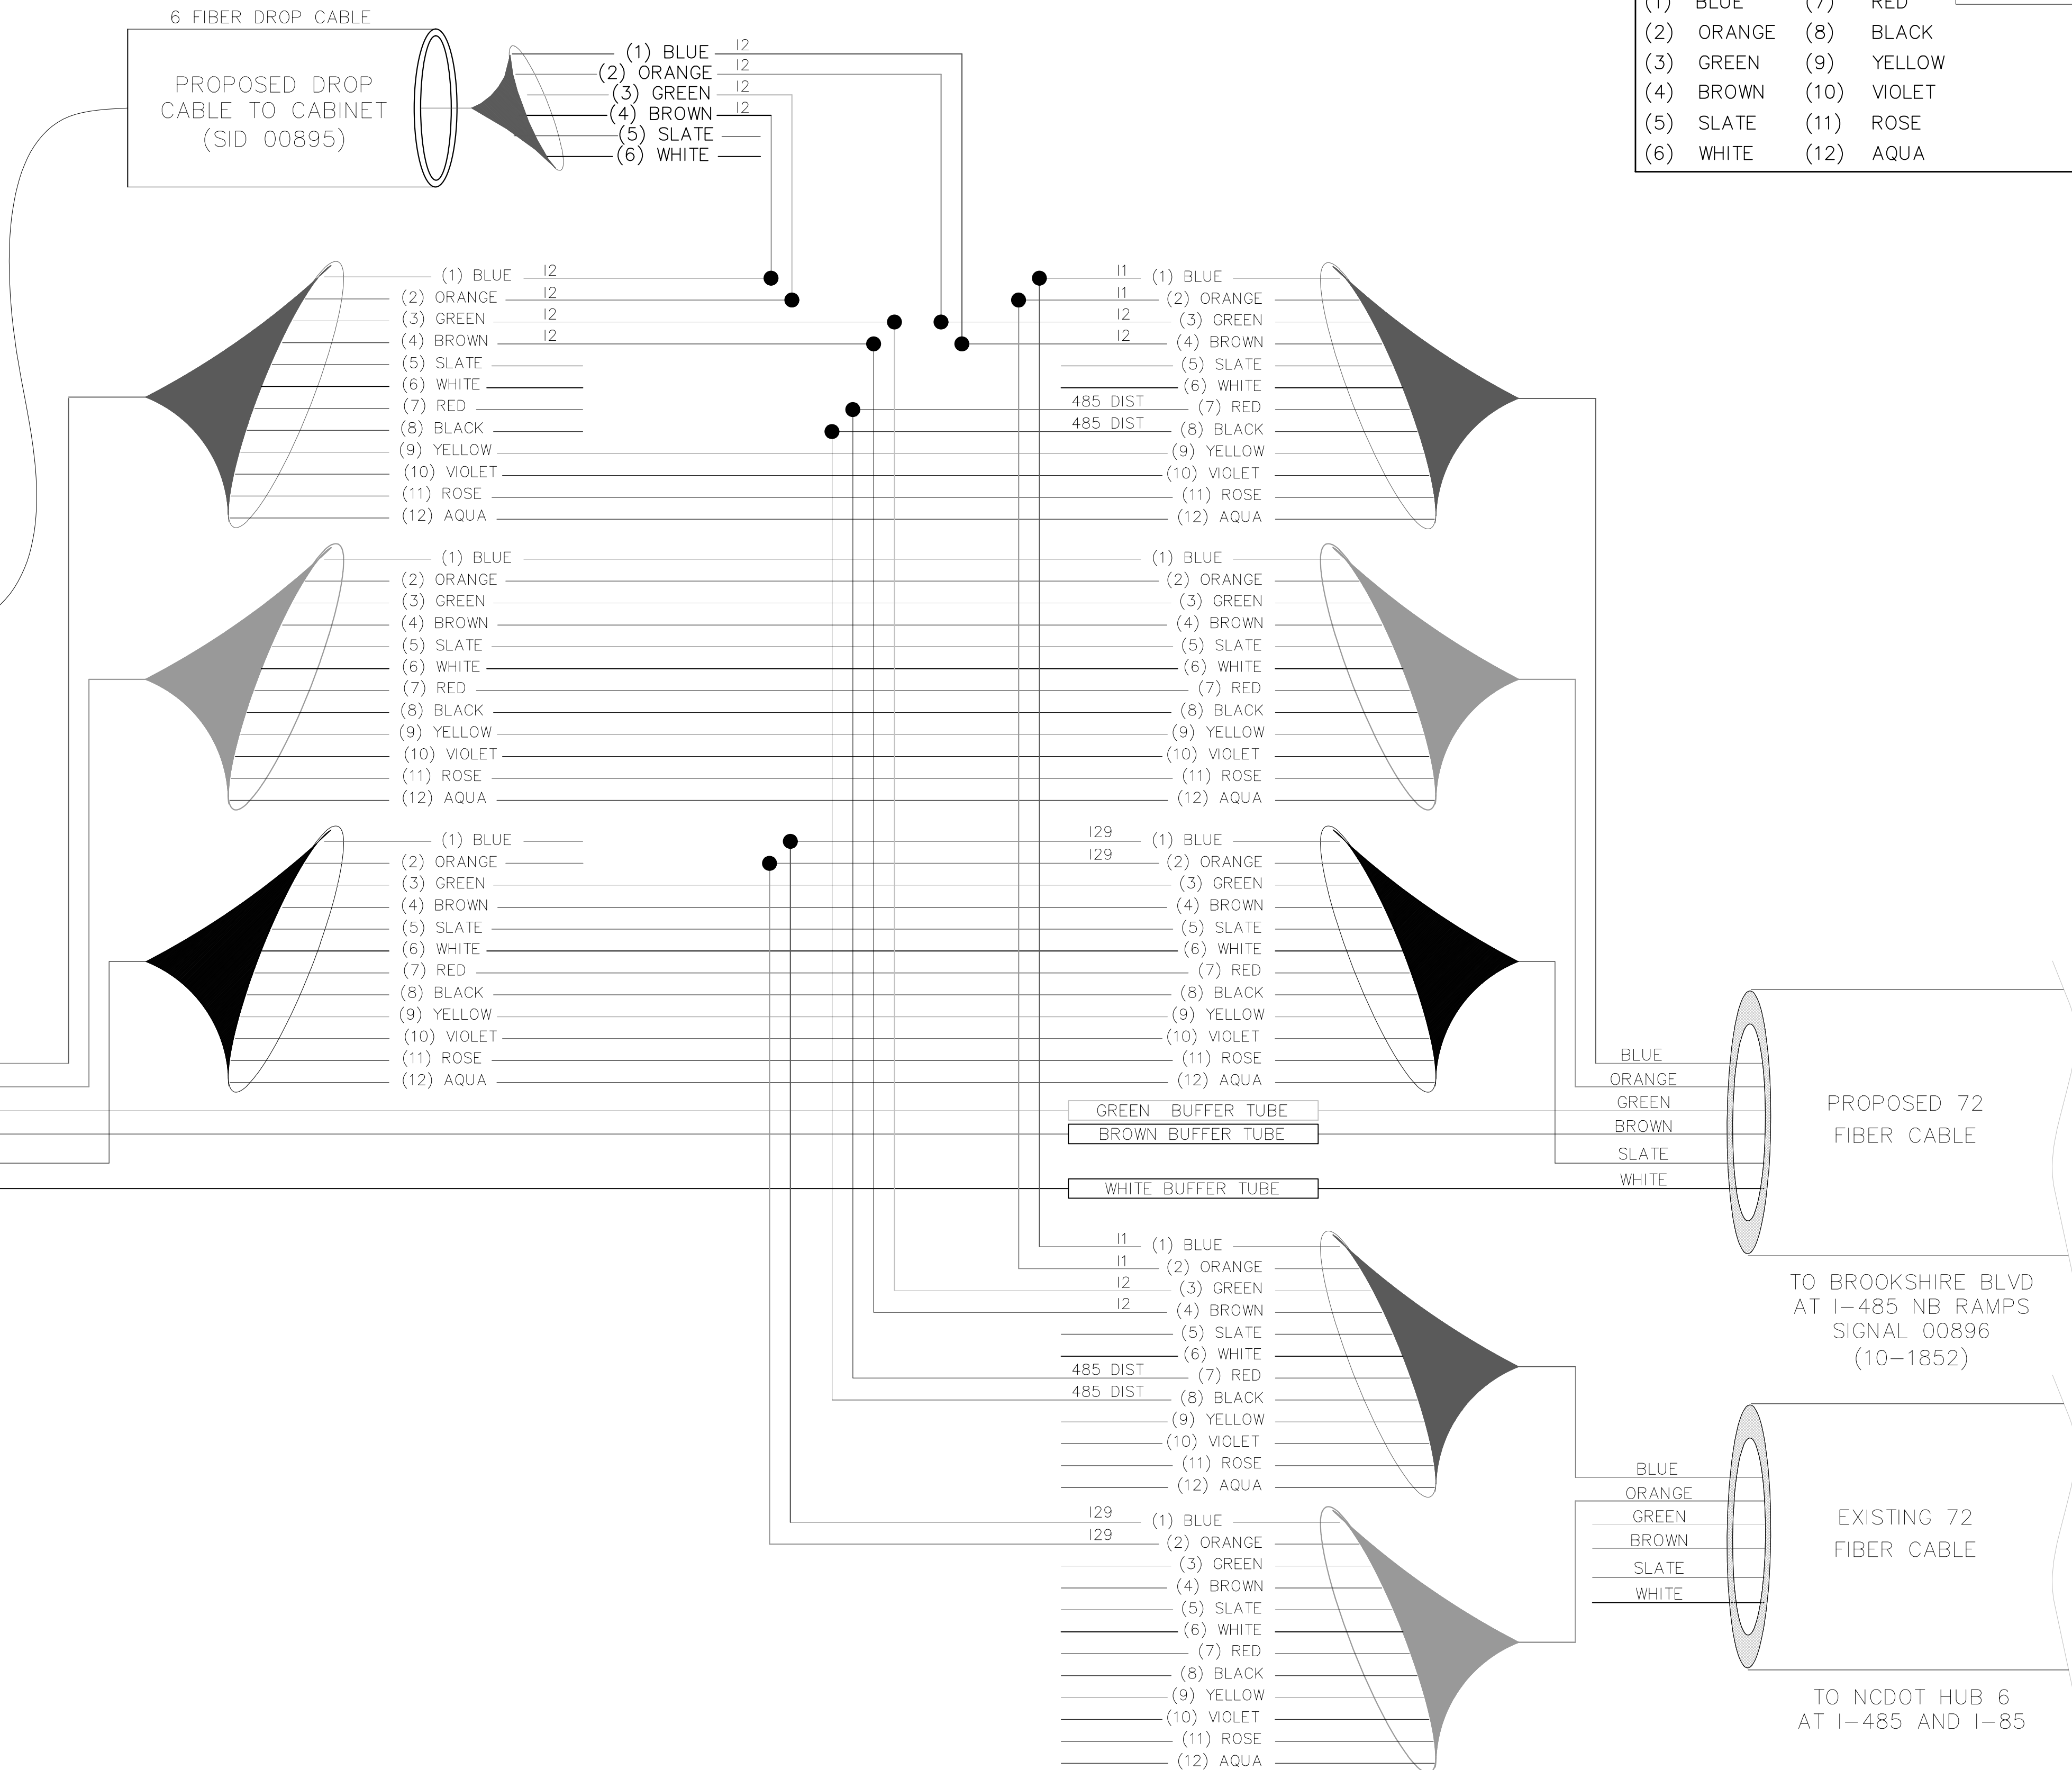 6 FIBER DROP CABLE
PROPOSED DROP
CABLE TO CABINET
(SID 00895)
(1) BLUE I2
(2) ORANGE I2
(3) GREEN I2
(4) BROWN I2
(5) SLATE
(6) WHITE
(1) BLUE (7) RED
(2) ORANGE (8) BLACK
(3) GREEN (9) YELLOW
(4) BROWN (10) VIOLET
(5) SLATE (11) ROSE
(6) WHITE (12) AQUA
(1) BLUE I2
(2) ORANGE I2
(3) GREEN I2
(4) BROWN I2
(5) SLATE
(6) WHITE
(7) RED
(8) BLACK
(9) YELLOW
(10) VIOLET
(11) ROSE
(12) AQUA
I1 (1) BLUE
I1 (2) ORANGE
I2 (3) GREEN
I2 (4) BROWN
(5) SLATE
(6) WHITE
485 DIST (7) RED
485 DIST (8) BLACK
(9) YELLOW
(10) VIOLET
(11) ROSE
(12) AQUA
(1) BLUE
(2) ORANGE
(3) GREEN
(4) BROWN
(5) SLATE
(6) WHITE
(7) RED
(8) BLACK
(9) YELLOW
(10) VIOLET
(11) ROSE
(12) AQUA
(1) BLUE
(2) ORANGE
(3) GREEN
(4) BROWN
(5) SLATE
(6) WHITE
(7) RED
(8) BLACK
(9) YELLOW
(10) VIOLET
(11) ROSE
(12) AQUA
(1) BLUE
(2) ORANGE
(3) GREEN
(4) BROWN
(5) SLATE
(6) WHITE
(7) RED
(8) BLACK
(9) YELLOW
(10) VIOLET
(11) ROSE
(12) AQUA
I29 (1) BLUE
I29 (2) ORANGE
(3) GREEN
(4) BROWN
(5) SLATE
(6) WHITE
(7) RED
(8) BLACK
(9) YELLOW
(10) VIOLET
(11) ROSE
(12) AQUA
GREEN BUFFER TUBE
BROWN BUFFER TUBE
WHITE BUFFER TUBE
BLUE
ORANGE
GREEN
BROWN
SLATE
WHITE
PROPOSED 72
FIBER CABLE
TO BROOKSHIRE BLVD
AT I-485 NB RAMPS
SIGNAL 00896
(10-1852)
I1 (1) BLUE
I1 (2) ORANGE
I2 (3) GREEN
I2 (4) BROWN
(5) SLATE
(6) WHITE
485 DIST (7) RED
485 DIST (8) BLACK
(9) YELLOW
(10) VIOLET
(11) ROSE
(12) AQUA
I29 (1) BLUE
I29 (2) ORANGE
(3) GREEN
(4) BROWN
(5) SLATE
(6) WHITE
(7) RED
(8) BLACK
(9) YELLOW
(10) VIOLET
(11) ROSE
(12) AQUA
BLUE
ORANGE
GREEN
BROWN
SLATE
WHITE
EXISTING 72
FIBER CABLE
TO NCDOT HUB 6
AT I-485 AND I-85